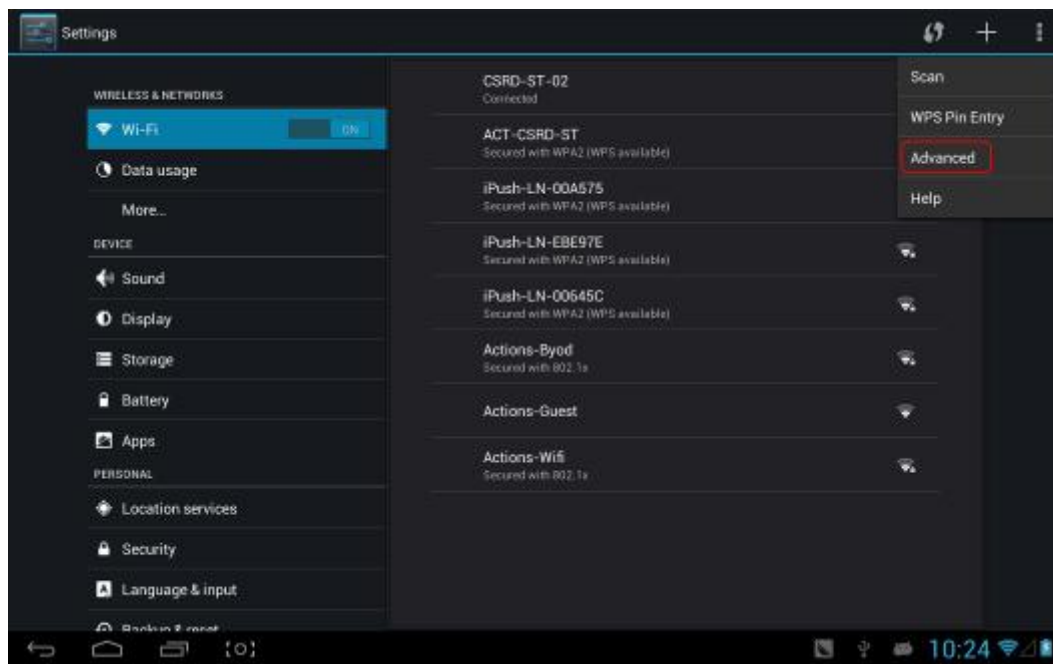 Settings
WIRELESS & NETWORKS
Wi-Fi
ON
Data usage
More...
DEVICE
Sound
Display
Storage
Battery
Apps
PERSONAL
Location services
Security
Language & input
Backup & reset
CSRD-ST-02
Connected
ACT-CSRD-ST
Secured with WPA2 (WPS available)
iPush-LN-00A575
Secured with WPA2 (WPS available)
iPush-LN-EBE97E
Secured with WPA2 (WPS available)
iPush-LN-00645C
Secured with WPA2 (WPS available)
Actions-Byod
Secured with 802.1x
Actions-Guest
Actions-Wifi
Secured with 802.1x
Scan
WPS Pin Entry
Advanced
Help
10:24